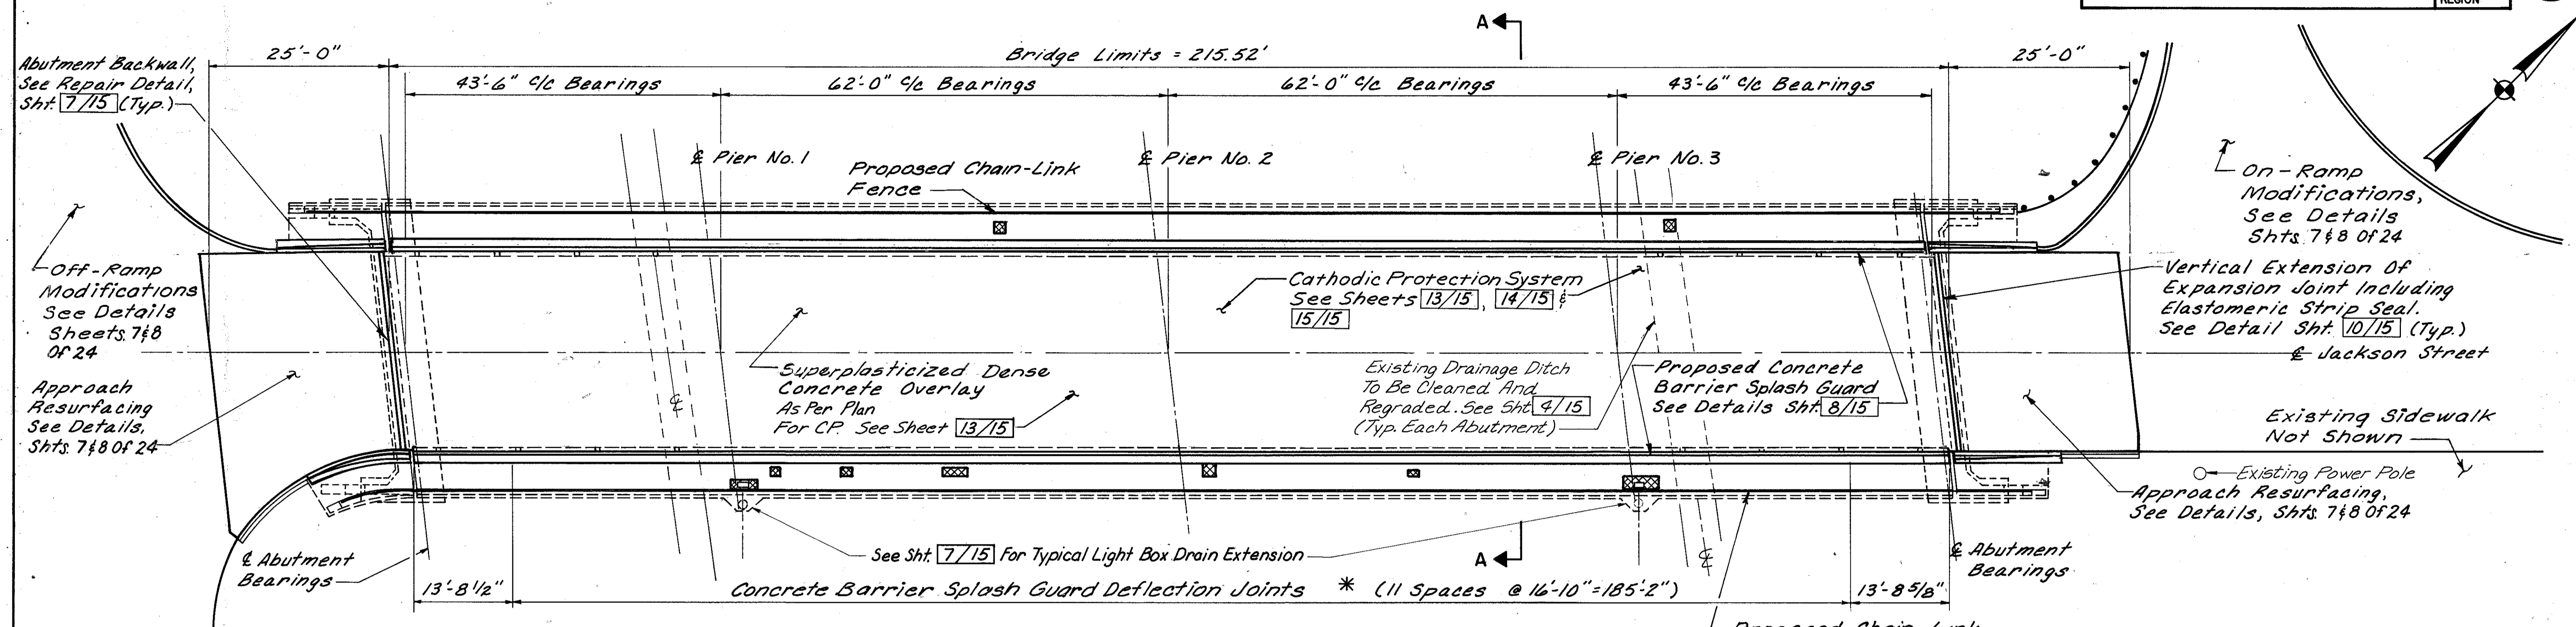 REGION
A
25'-0"
Bridge Limits = 215.52'
25'-0"
Abutment Backwall,
See Repair Detail,
Sht. 7/15 (Typ.)
43'-6" c/c Bearings
62'-0" c/c Bearings
62'-0" c/c Bearings
43'-6" c/c Bearings
℄ Pier No. 1
℄ Pier No. 2
℄ Pier No. 3
Proposed Chain-Link
Fence
On-Ramp
Modifications,
See Details
Shts. 7&8 Of 24
Off-Ramp
Modifications
See Details
Sheets. 7&8
Of 24
Cathodic Protection System
See Sheets 13/15, 14/15 &
15/15
Vertical Extension Of
Expansion Joint Including
Elastomeric Strip Seal.
See Detail Sht. 10/15 (Typ.)
℄ Jackson Street
Approach
Resurfacing
See Details,
Shts. 7&8 Of 24
℄
Superplasticized Dense
Concrete Overlay
As Per Plan
For CP. See Sheet 13/15
Existing Drainage Ditch
To Be Cleaned And
Regraded. See Sht. 4/15
(Typ. Each Abutment)
Proposed Concrete
Barrier Splash Guard
See Details Sht. 8/15
Existing Sidewalk
Not Shown
Existing Power Pole
Approach Resurfacing,
See Details, Shts. 7&8 Of 24
℄ Abutment
Bearings
See Sht. 7/15 For Typical Light Box Drain Extension
A
℄
℄ Abutment
Bearings
13'-8 1/2"
Concrete Barrier Splash Guard Deflection Joints * (11 Spaces @ 16'-10"=185'-2")
13'-8 5/8"
Proposed Chain-Link